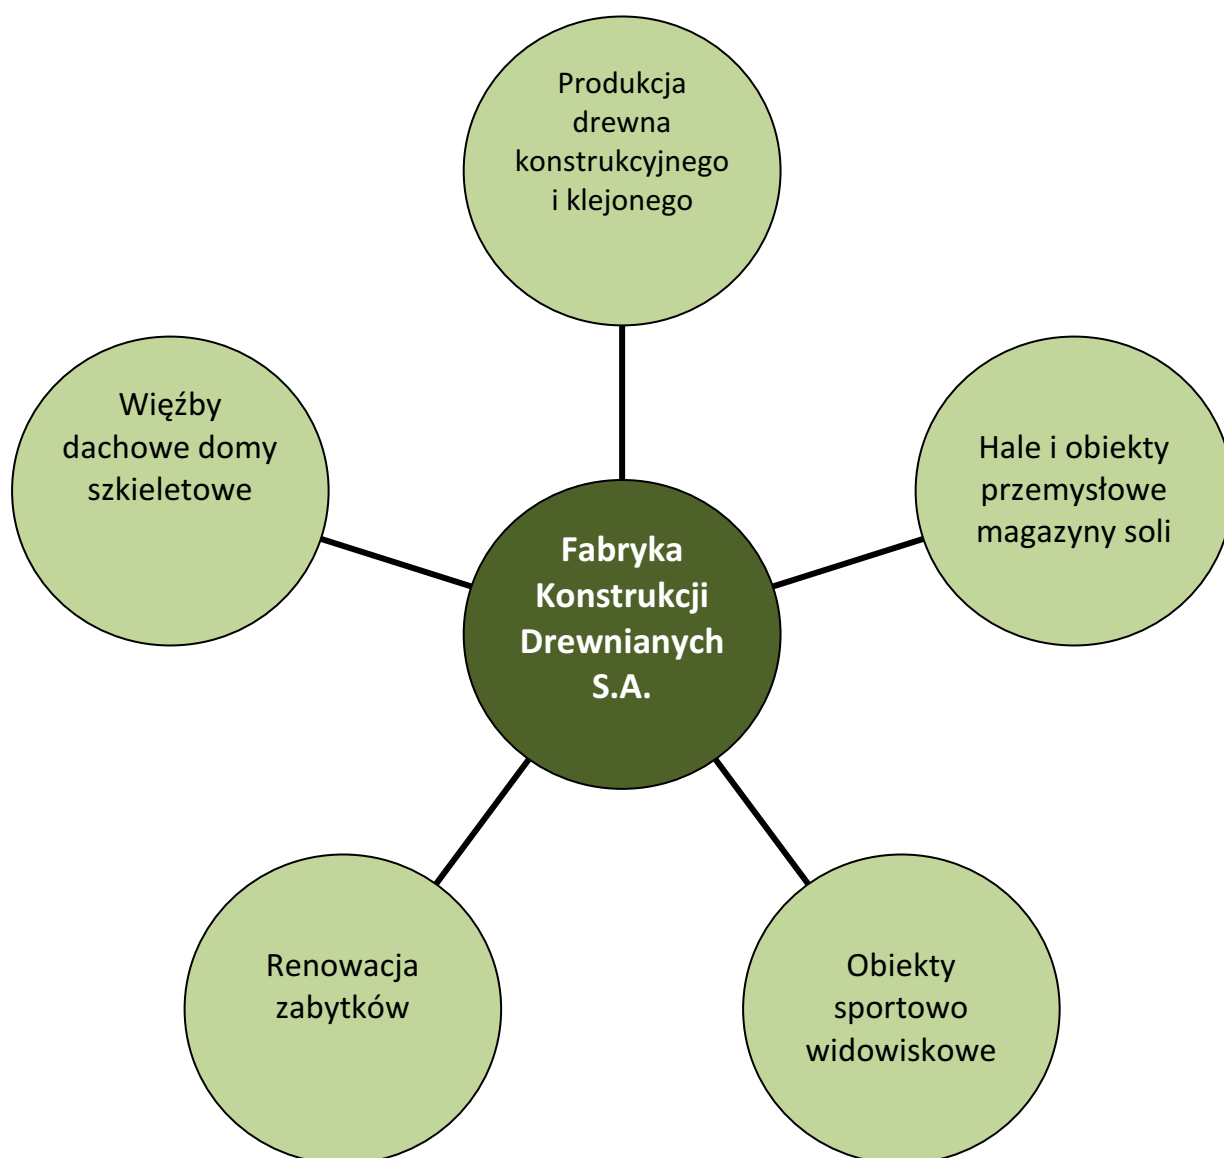 Produkcja
drewna
konstrukcyjnego
i klejonego
Więźby
dachowe domy
szkieletowe
Hale i obiekty
przemysłowe
magazyny soli
Fabryka
Konstrukcji
Drewnianych
S.A.
Renowacja
zabytków
Obiekty
sportowo
widowiskowe